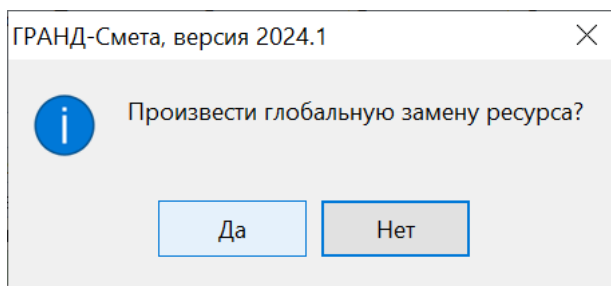 ГРАНД-Смета, версия 2024.1
Произвести глобальную замену ресурса?
Да
Нет